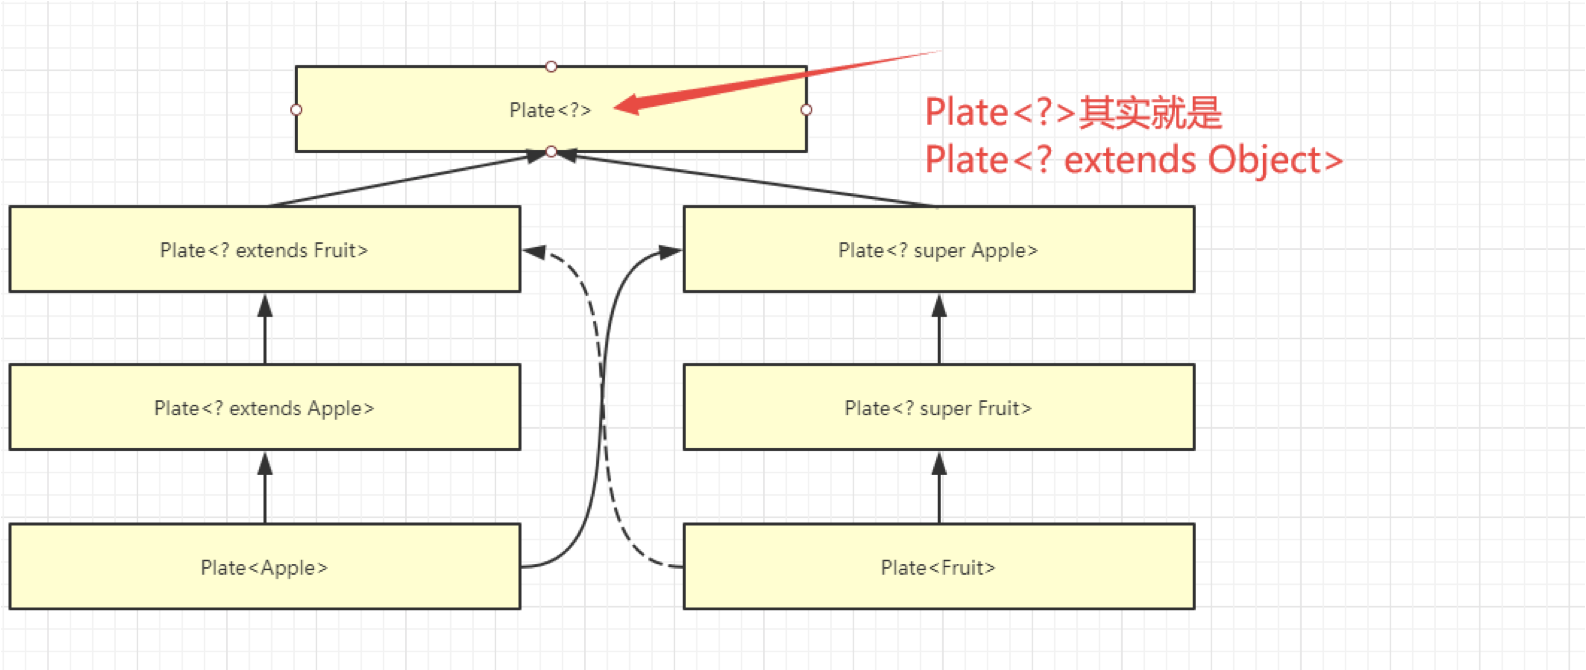 Plate<?>
Plate<?>其实就是
Plate<? extends Object>
Plate<? extends Fruit>
Plate<? super Apple>
Plate<? extends Apple>
Plate<? super Fruit>
Plate<Apple>
Plate<Fruit>